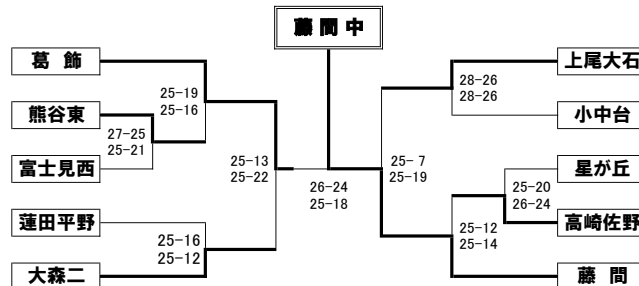 藤間中
葛飾
熊谷東
富士見西
蓮田平野
大森二
25-19
25-16
27-25
25-21
25-13
25-22
25-16
25-12
26-24
25-18
上尾大石
小中台
星が丘
高崎佐野
藤間
28-26
28-26
25- 7
25-19
25-20
26-24
25-12
25-14